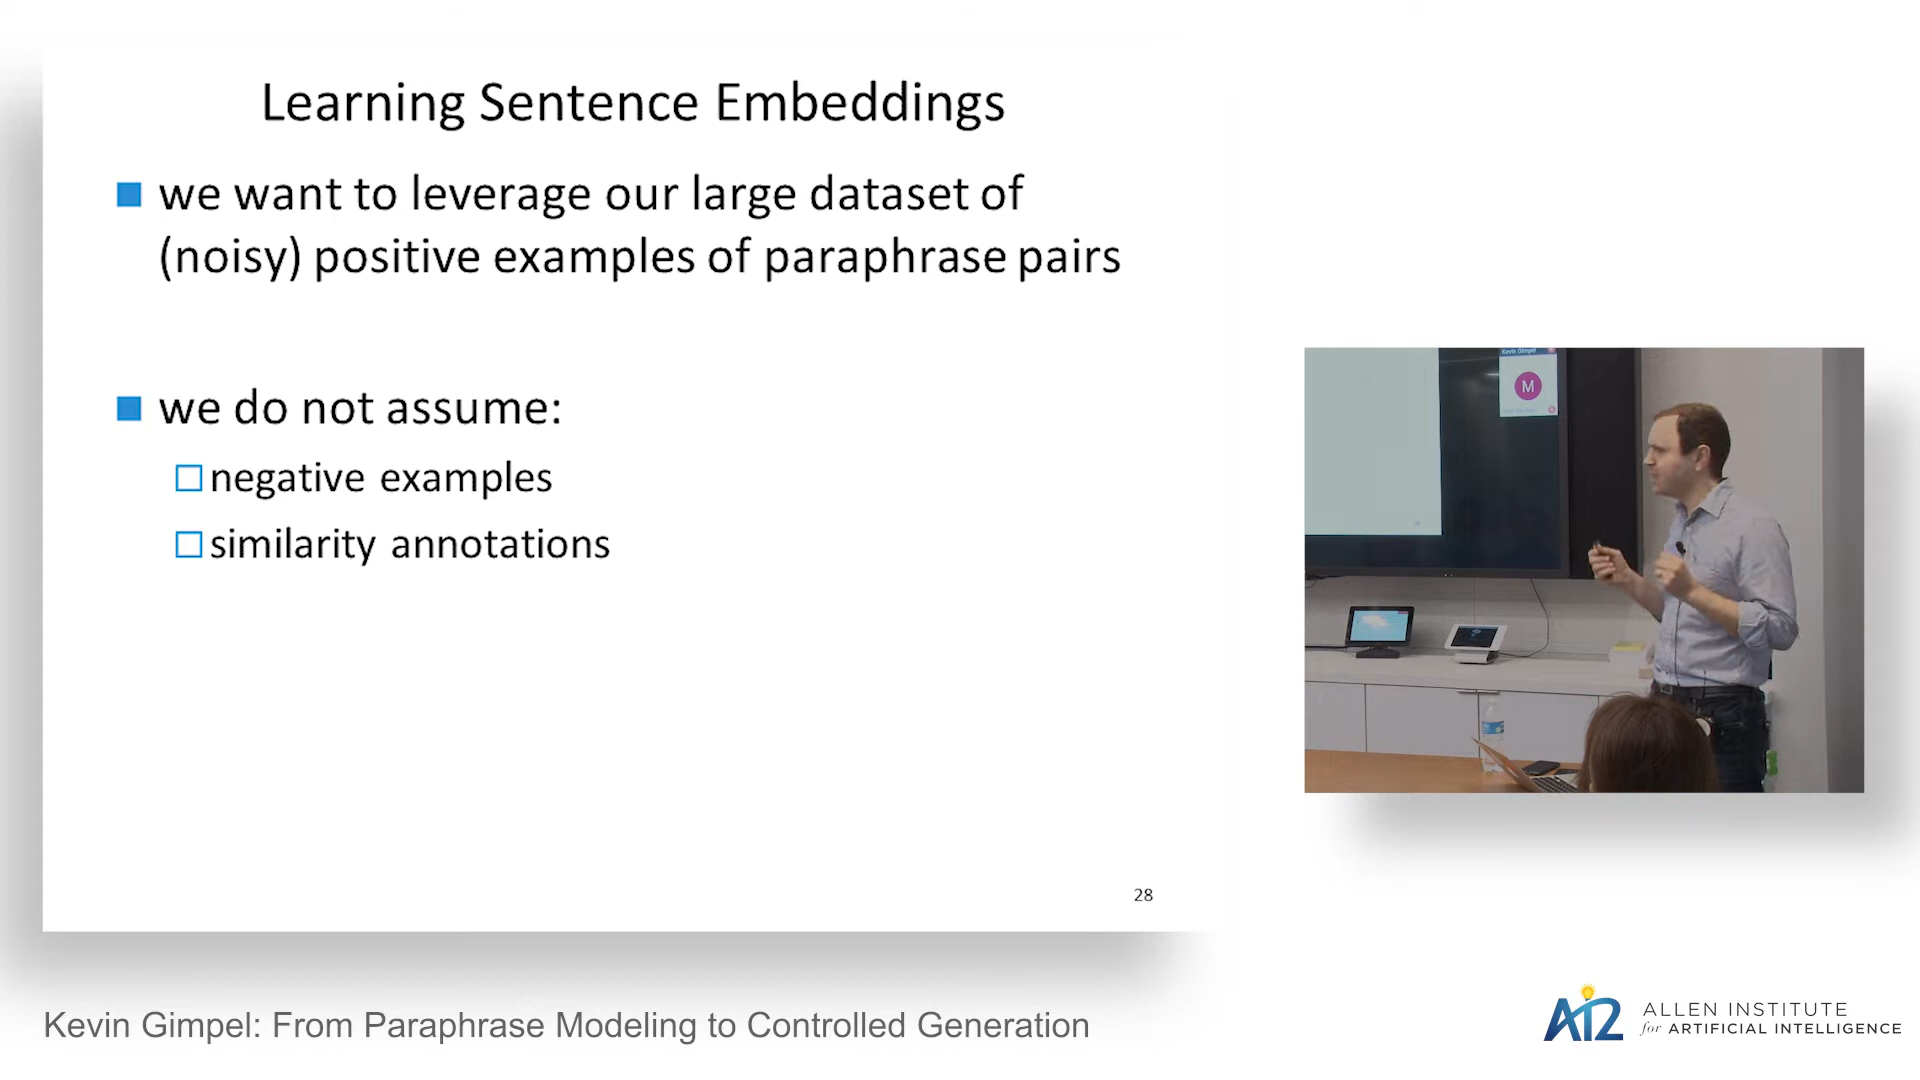 Learning Sentence Embeddings
we want to leverage our large dataset of
(noisy) positive examples of paraphrase pairs
we do not assume:
negative examples
similarity annotations
28
Kevin Gimpel
M
Kevin Gimpel: From Paraphrase Modeling to Controlled Generation
AI2 ALLEN INSTITUTE
for ARTIFICIAL INTELLIGENCE